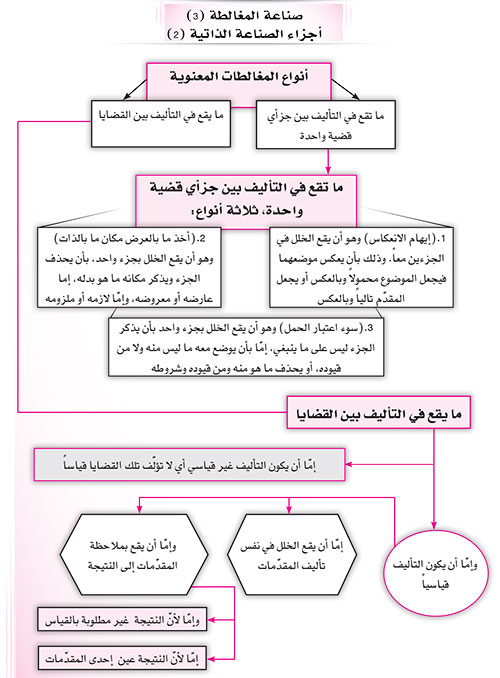 صناعة المغالطة (3)
أجزاء الصناعة الذاتية (2)
أنواع المغالطات المعنوية
ما تقع في التأليف بين جزأي
قضية واحدة
ما يقع في التأليف بين القضايا
ما تقع في التأليف بين جزأي قضية
واحدة، ثلاثة أنواع:
1.(إيهام الانعكاس) وهو أن يقع الخلل في
الجزءين معاً. وذلك بأن يعكس موضعهما
فيجعل الموضوع محمولاً وبالعكس أو يجعل
المقدّم تالياً وبالعكس
2.(أخذ ما بالعرض مكان ما بالذات)
وهو أن يقع الخلل بجزء واحد، بأن يحذف
الجزء ويذكر مكانه ما هو بدله، إما
عارضه أو معروضه، وإمّا لازمه أو ملزومه
3.(سوء اعتبار الحمل) وهو أن يقع الخلل بجزء واحد بأن يذكر
الجزء ليس على ما ينبغي، إمّا بأن يوضع معه ما ليس منه ولا من
قيوده، أو يحذف ما هو منه ومن قيوده وشروطه
ما يقع في التأليف بين القضايا
إمّا أن يكون التأليف غير قياسي أي لا تؤلّف تلك القضايا قياساً
وإمّا أن يكون التأليف
قياسياً
إمّا أن يقع الخلل في نفس
تأليف المقدّمات
وإمّا أن يقع بملاحظة
المقدّمات إلى النتيجة
وإمّا لأنّ النتيجة غير مطلوبة بالقياس
إمّا لأنّ النتيجة عين إحدى المقدّمات